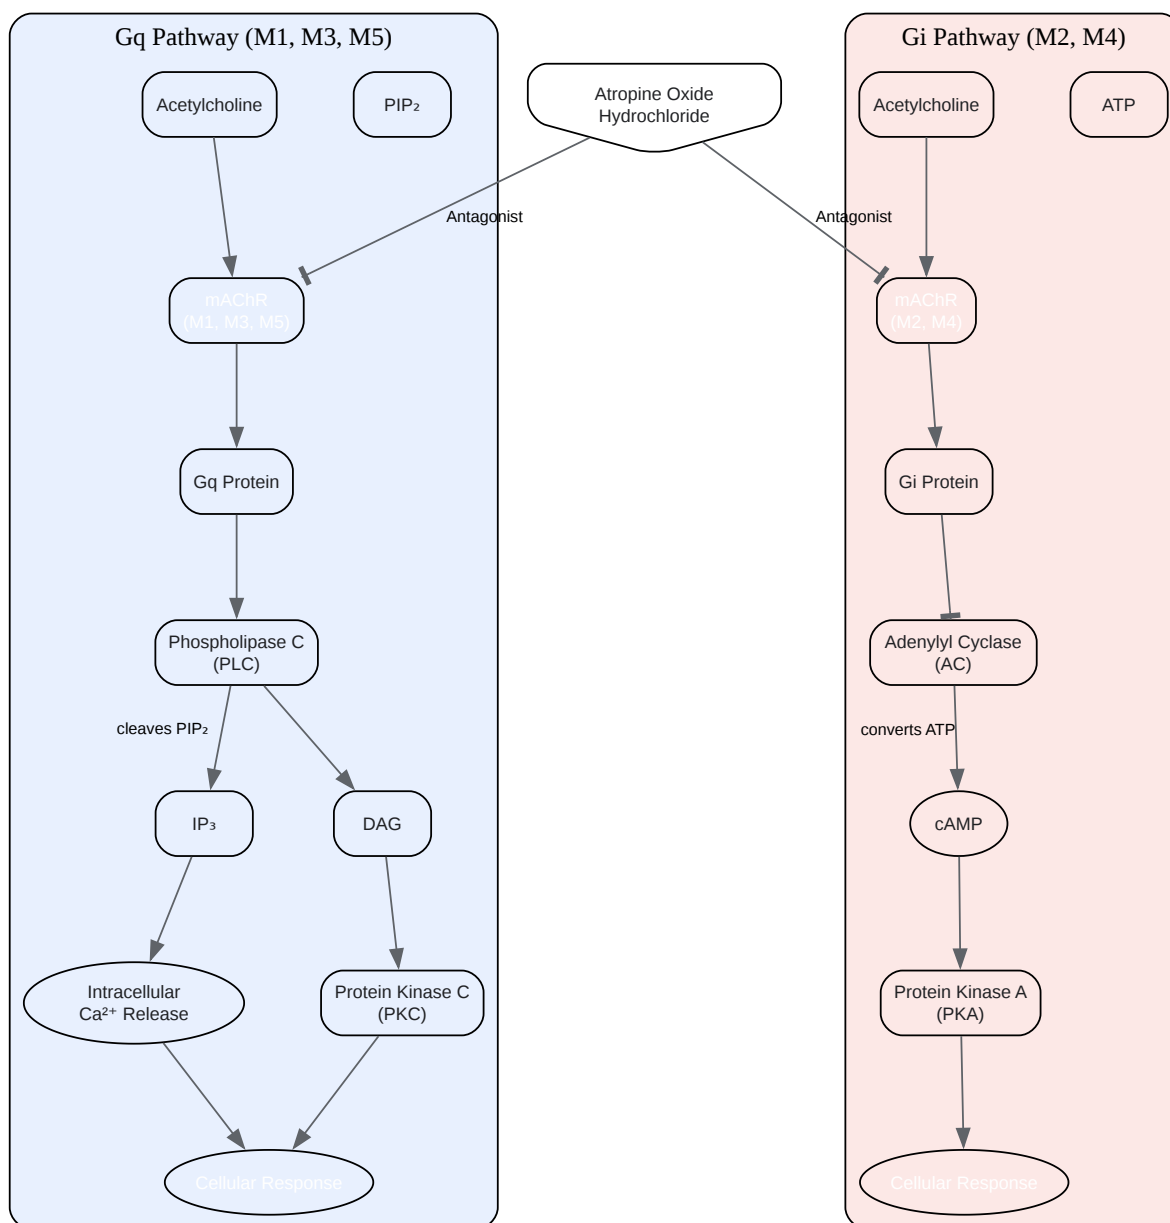 Gq Pathway (M1, M3, M5)
Gi Pathway (M2, M4)
Acetylcholine
PIP₂
Atropine Oxide
Hydrochloride
Acetylcholine
ATP
Antagonist
Antagonist
mAChR
(M1, M3, M5)
mAChR
(M2, M4)
Gq Protein
Gi Protein
Phospholipase C
(PLC)
Adenylyl Cyclase
(AC)
cleaves PIP₂
converts ATP
IP₃
DAG
cAMP
Intracellular
Ca²⁺ Release
Protein Kinase C
(PKC)
Protein Kinase A
(PKA)
Cellular Response
Cellular Response